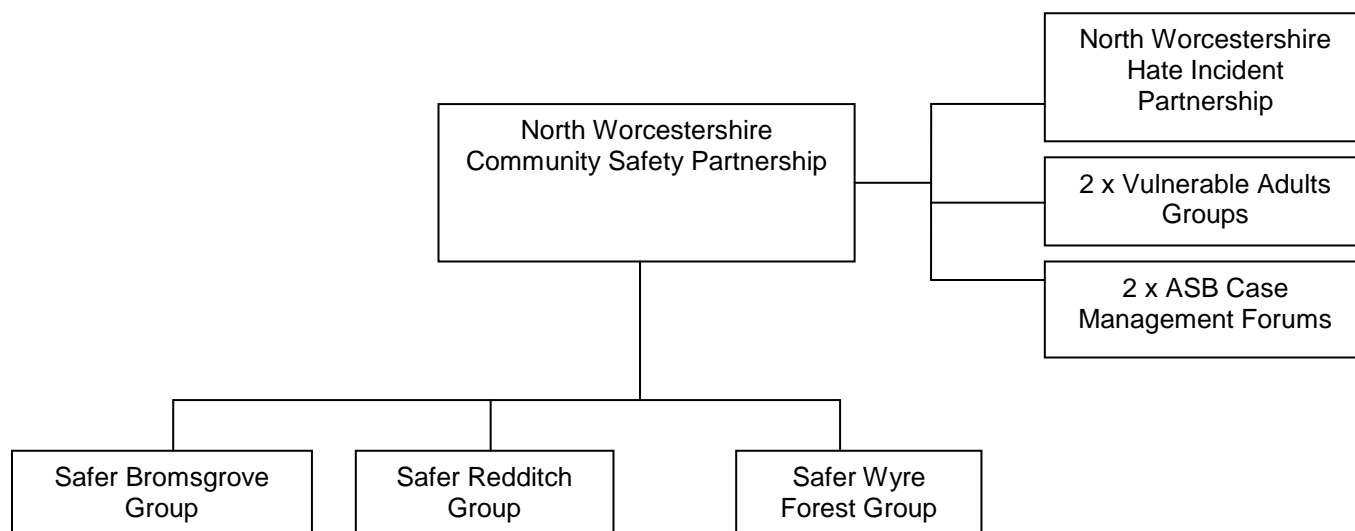 North Worcestershire
Hate Incident
Partnership
North Worcestershire
Community Safety Partnership
2 x Vulnerable Adults
Groups
2 x ASB Case
Management Forums
Safer Bromsgrove
Group
Safer Redditch
Group
Safer Wyre
Forest Group